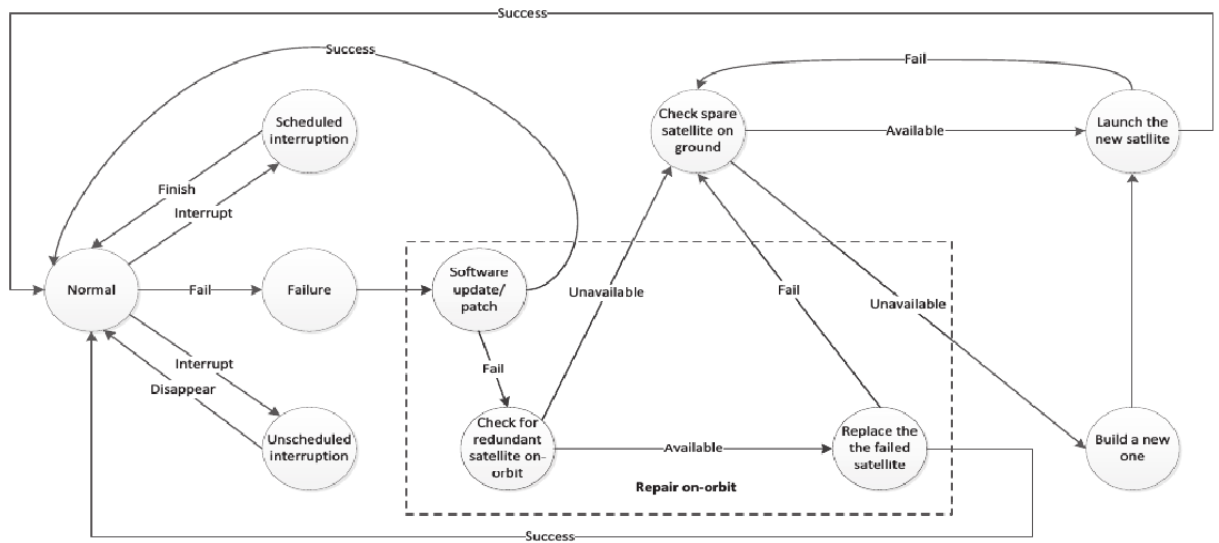 Success
Success
Fail
Scheduled
interruption
Check spare
satellite on
ground
Available
Launch the
new satllite
Finish
Interrupt
Normal
Fail
Failure
Software
update/
patch
Unavailable
Fail
Unavailable
Interrupt
Disappear
Fail
Unscheduled
interruption
Check for
redundant
satellite on-
orbit
Available
Replace the
the failed
satellite
Build a new
one
Repair on-orbit
Success